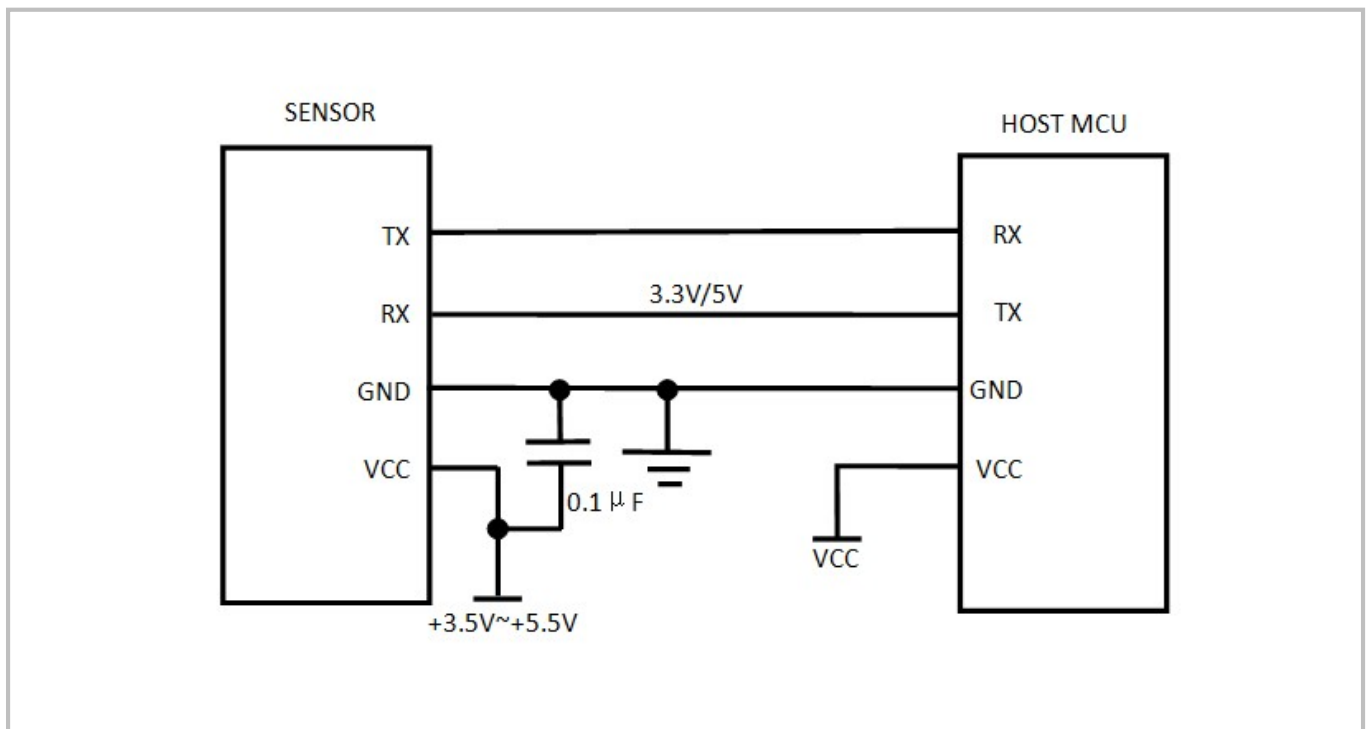 SENSOR
HOST MCU
TX
RX
3.3V/5V
RX
TX
GND
GND
VCC
VCC
0.1 μ F
VCC
+3.5V~+5.5V